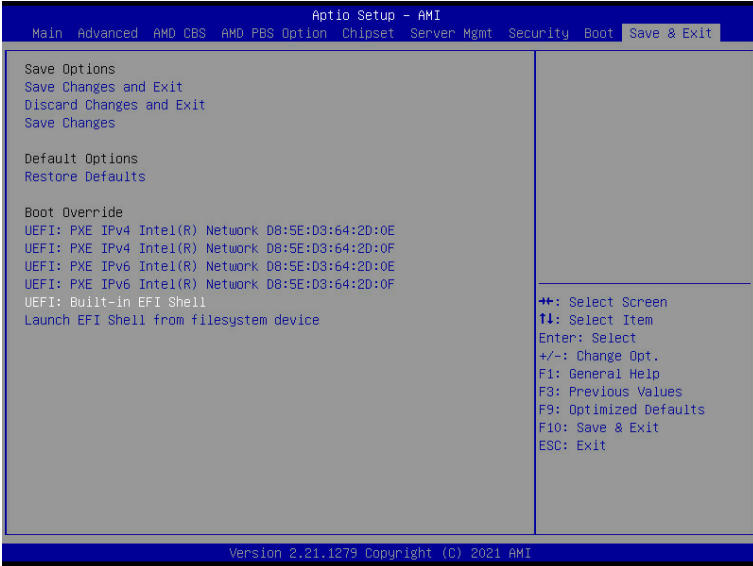 Aptio Setup – AMI
Main Advanced AMD CBS AMD PBS Option Chipset Server Mgmt Security Boot Save & Exit
Save Options
Save Changes and Exit
Discard Changes and Exit
Save Changes
Default Options
Restore Defaults
Boot Override
UEFI: PXE IPv4 Intel(R) Network D8:5E:D3:64:2D:0E
UEFI: PXE IPv4 Intel(R) Network D8:5E:D3:64:2D:0F
UEFI: PXE IPv6 Intel(R) Network D8:5E:D3:64:2D:0E
UEFI: PXE IPv6 Intel(R) Network D8:5E:D3:64:2D:0F
UEFI: Built-in EFI Shell
Launch EFI Shell from filesystem device
→←: Select Screen
↑↓: Select Item
Enter: Select
+/-: Change Opt.
F1: General Help
F3: Previous Values
F9: Optimized Defaults
F10: Save & Exit
ESC: Exit
Version 2.21.1279 Copyright (C) 2021 AMI